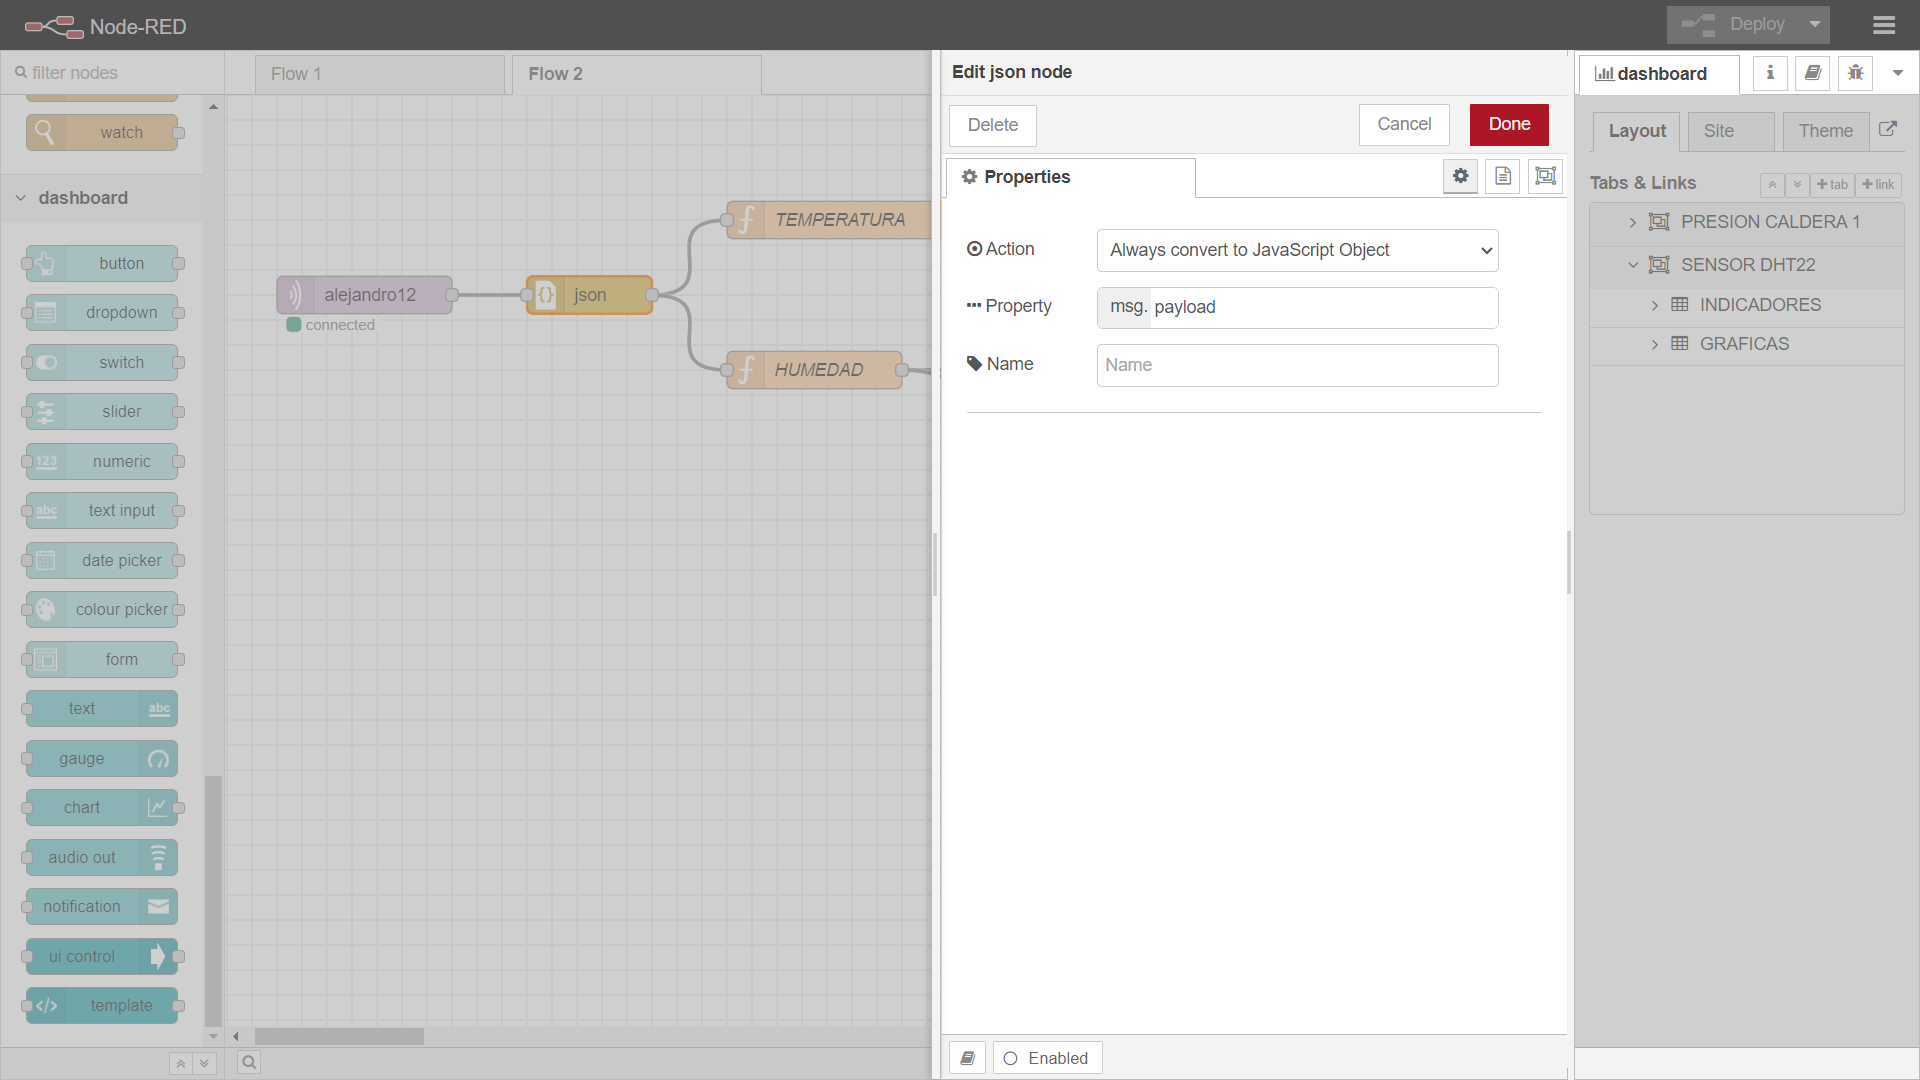 Node-RED
Deploy
filter nodes
Flow 1
Flow 2
watch
dashboard
button
dropdown
switch
slider
123
numeric
abc
text input
date picker
colour picker
form
text
abc
gauge
chart
audio out
notification
ui control
template
alejandro12
connected
json
TEMPERATURA
HUMEDAD
Edit json node
Delete
Cancel
Done
Properties
Action
Always convert to JavaScript Object
Property
msg. payload
Name
Name
Enabled
dashboard
Layout
Site
Theme
Tabs & Links
+tab
+link
PRESION CALDERA 1
SENSOR DHT22
INDICADORES
GRAFICAS